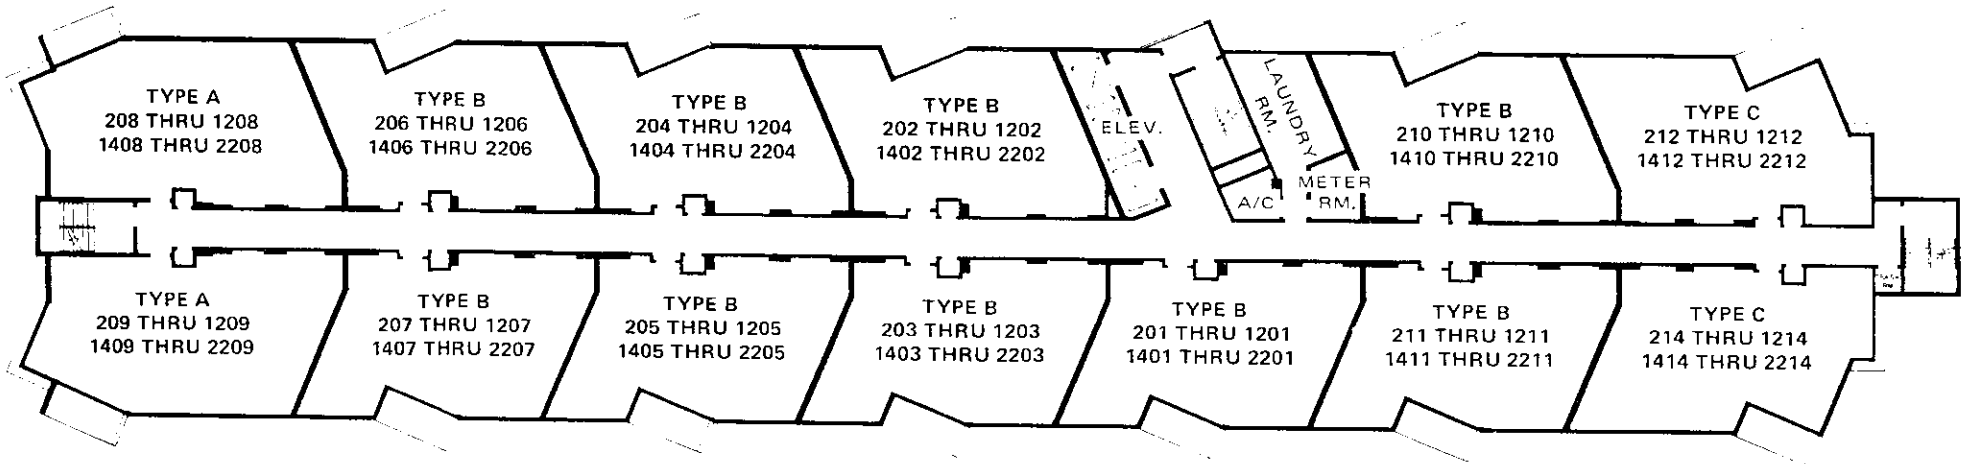 TYPE A
208 THRU 1208
1408 THRU 2208
TYPE B
206 THRU 1206
1406 THRU 2206
TYPE B
204 THRU 1204
1404 THRU 2204
TYPE B
202 THRU 1202
1402 THRU 2202
ELEV.
LAUNDRY
RM.
A/C
METER
RM.
TYPE B
210 THRU 1210
1410 THRU 2210
TYPE C
212 THRU 1212
1412 THRU 2212
TYPE A
209 THRU 1209
1409 THRU 2209
TYPE B
207 THRU 1207
1407 THRU 2207
TYPE B
205 THRU 1205
1405 THRU 2205
TYPE B
203 THRU 1203
1403 THRU 2203
TYPE B
201 THRU 1201
1401 THRU 2201
TYPE B
211 THRU 1211
1411 THRU 2211
TYPE C
214 THRU 1214
1414 THRU 2214